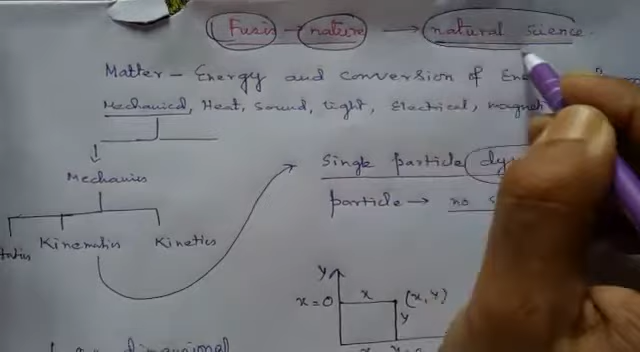 Fusis → nature → natural science.
Matter - Energy and conversion of
Mechanical, Heat, Sound, light, Electrical,
Single particle
Mechanics
particle → no
Kinematics Kinetics
y
x=0 x (x, y)
y
dimensional